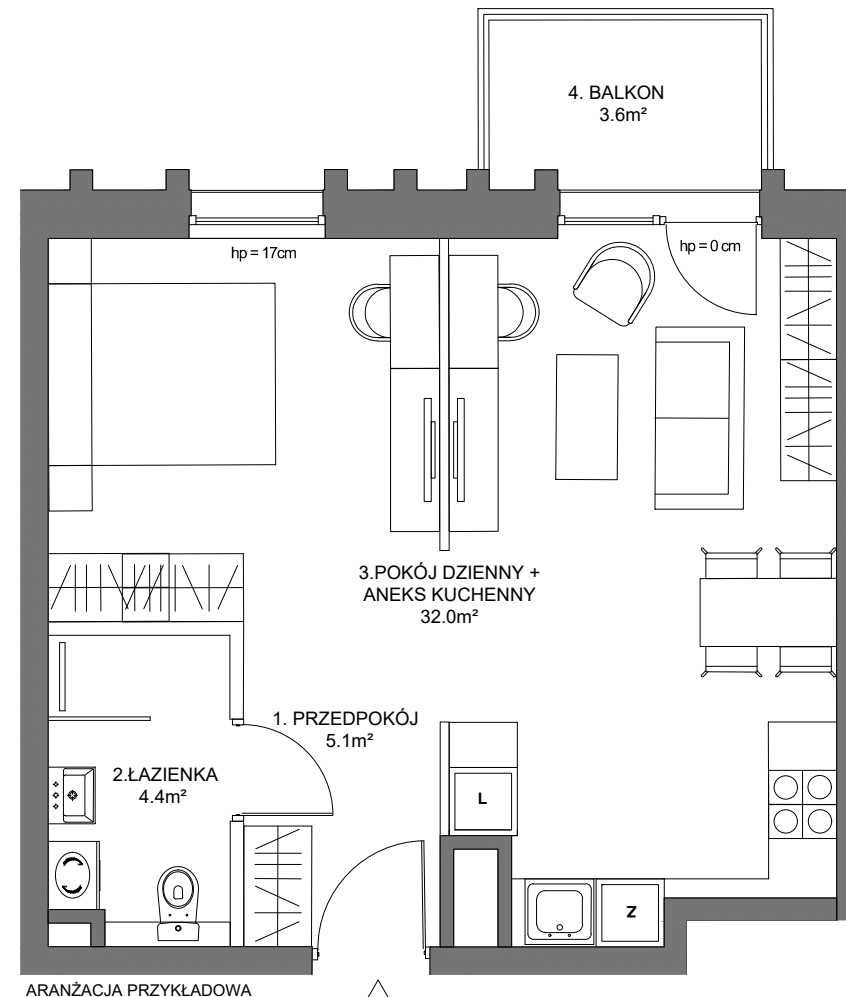 4. BALKON
3.6m²
hp = 17cm
hp = 0 cm
3.POKÓJ DZIENNY +
ANEKS KUCHENNY
32.0m²
1. PRZEDPOKÓJ
5.1m²
2.ŁAZIENKA
4.4m²
L
Z
ARANŻACJA PRZYKŁADOWA